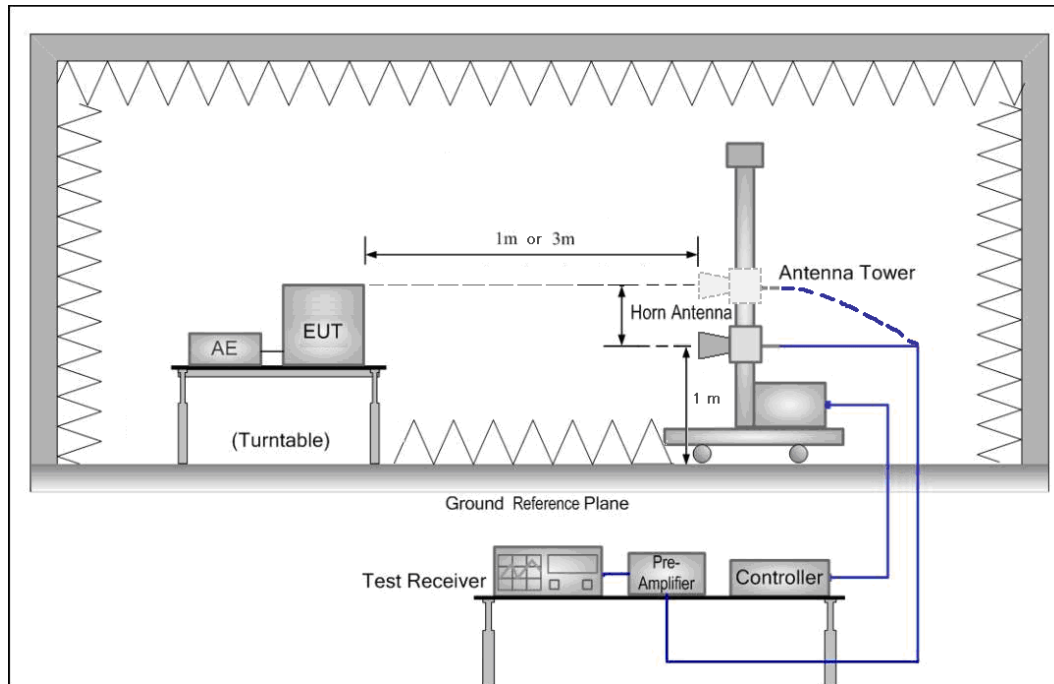 1m or 3m
Antenna Tower
Horn Antenna
EUT
AE
1 m
(Turntable)
Ground Reference Plane
Test Receiver
Pre-
Amplifier
Controller